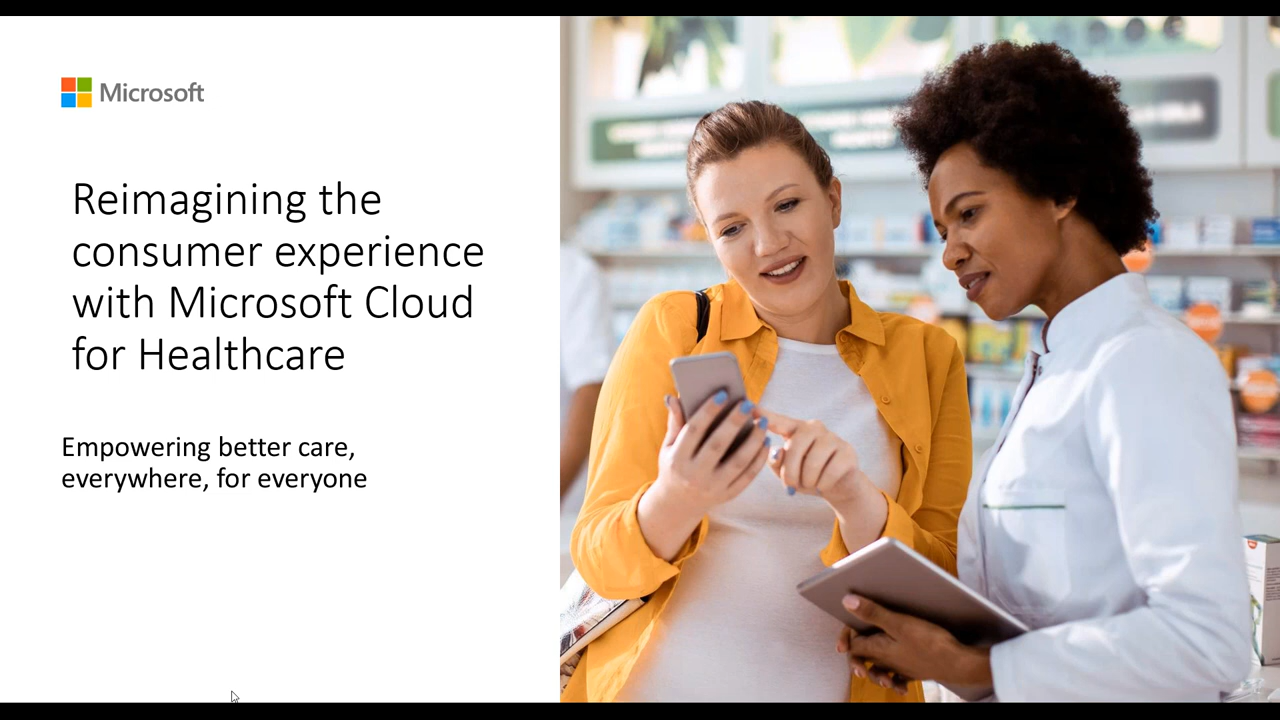 Microsoft
Reimagining the
consumer experience
with Microsoft Cloud
for Healthcare
Empowering better care,
everywhere, for everyone